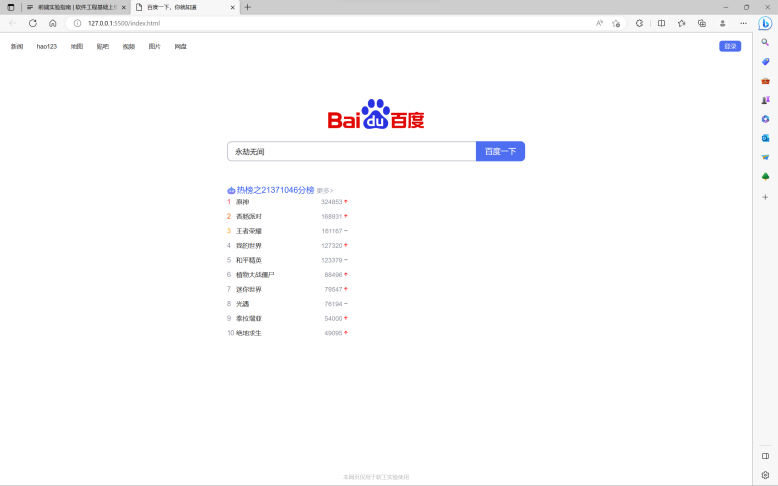 前端实验指南 | 软件工程基础上
百度一下，你就知道
127.0.0.1:5500/index.html
新闻 hao123 地图 贴吧 视频 图片 网盘 登录
Bai du 百度
永劫无间 百度一下
热榜之21371046分榜 更多>
1 原神 324853 +
2 香肠派对 168931 +
3 王者荣耀 161167 -
4 我的世界 127320 +
5 和平精英 123379 -
6 植物大战僵尸 88496 +
7 迷你世界 79547 +
8 光遇 76194 -
9 泰拉瑞亚 54000 +
10 绝地求生 49095 +
本网页仅用于软工实验使用